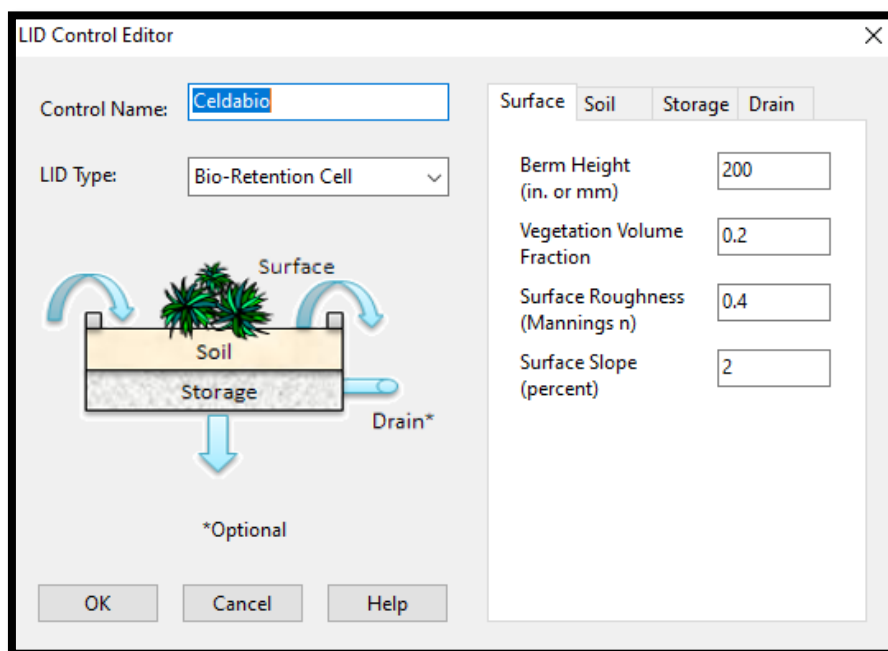 LID Control Editor
Control Name: Celdabio
LID Type: Bio-Retention Cell
Surface
Soil
Storage
Drain*
*Optional
OK Cancel Help
Surface Soil Storage Drain
Berm Height
(in. or mm) 200
Vegetation Volume
Fraction 0.2
Surface Roughness
(Mannings n) 0.4
Surface Slope
(percent) 2